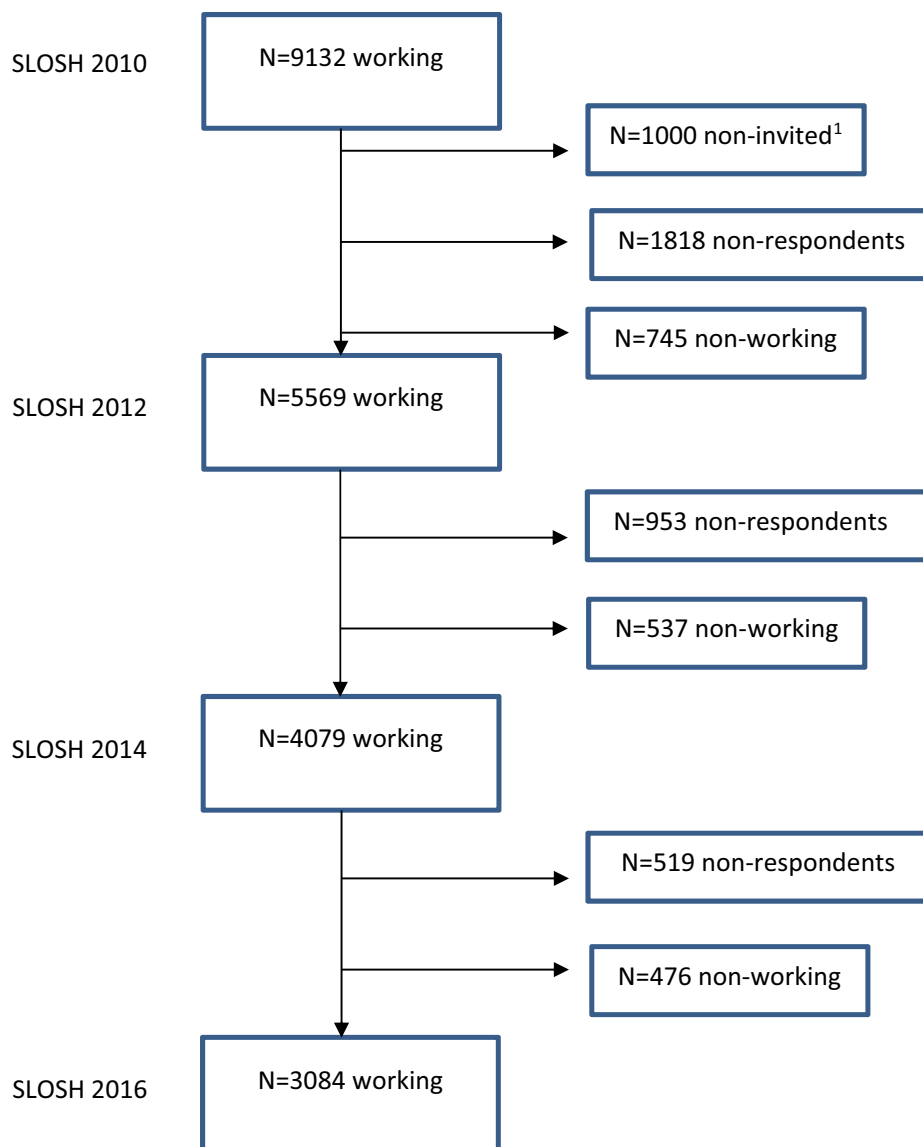 SLOSH 2010
N=9132 working
N=1000 non-invited¹
N=1818 non-respondents
N=745 non-working
SLOSH 2012
N=5569 working
N=953 non-respondents
N=537 non-working
SLOSH 2014
N=4079 working
N=519 non-respondents
N=476 non-working
SLOSH 2016
N=3084 working